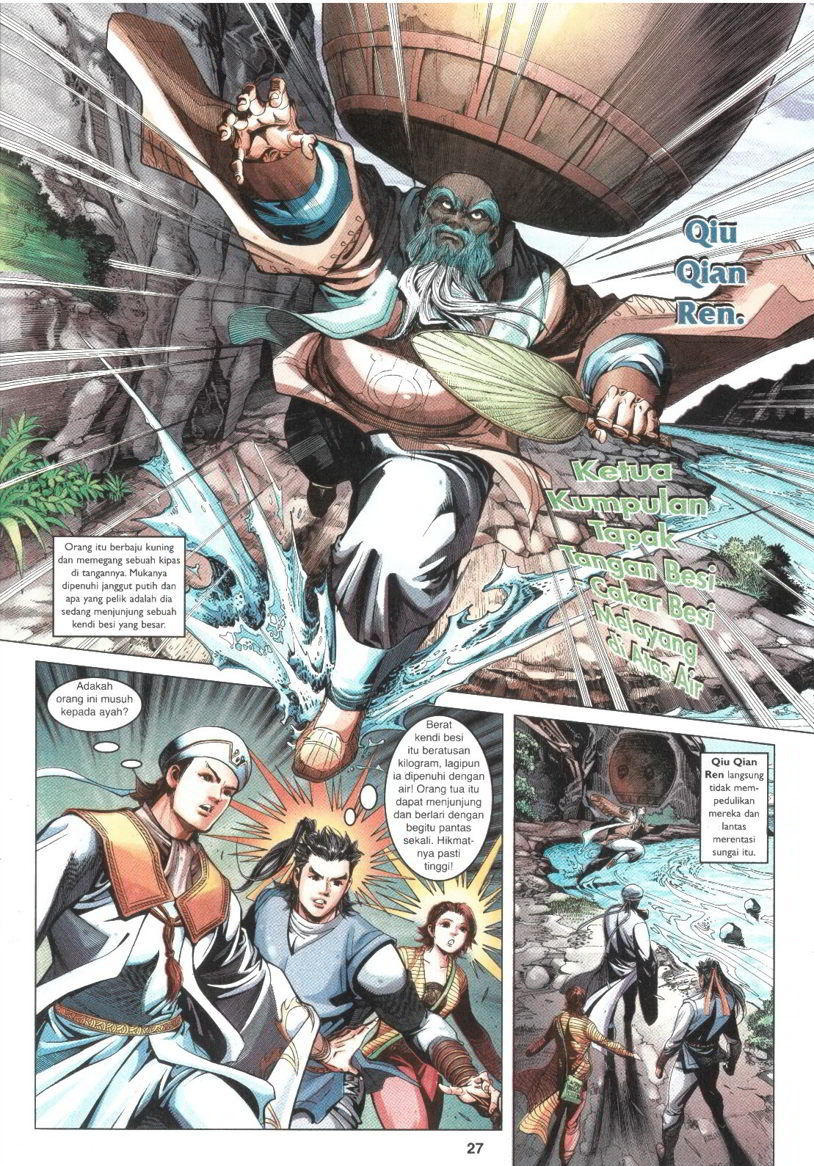 Qiu
Qian
Ren.
Ketua
Kumpulan
Tapak
Tangan Besi
Cakar Besi
Melayang
di Atas Air
Orang itu berbaju kuning
dan memegang sebuah kipas
di tangannya. Mukanya
dipenuhi janggut putih dan
apa yang pelik adalah dia
sedang menjunjung sebuah
kendi besi yang besar.
Adakah
orang ini musuh
kepada ayah?
Berat
kendi besi
itu beratusan
kilogram, lagipun
ia dipenuhi dengan
air! Orang tua itu
dapat menjunjung
dan berlari dengan
begitu pantas
sekali. Hikmat-
nya pasti
tinggi!
Qiu Qian
Ren langsung
tidak mem-
pedulikan
mereka dan
lantas
merentasi
sungai itu.
27